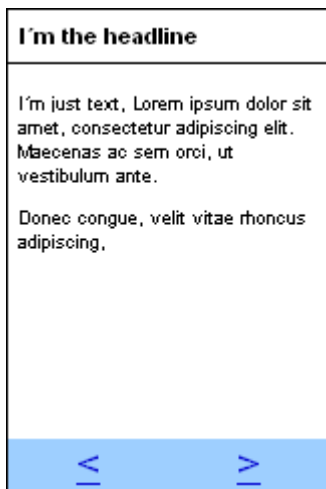 I´m the headline
I´m just text, Lorem ipsum dolor sit
amet, consectetur adipiscing elit.
Maecenas ac sem orci, ut
vestibulum ante.
Donec congue, velit vitae rhoncus
adipiscing,
< >